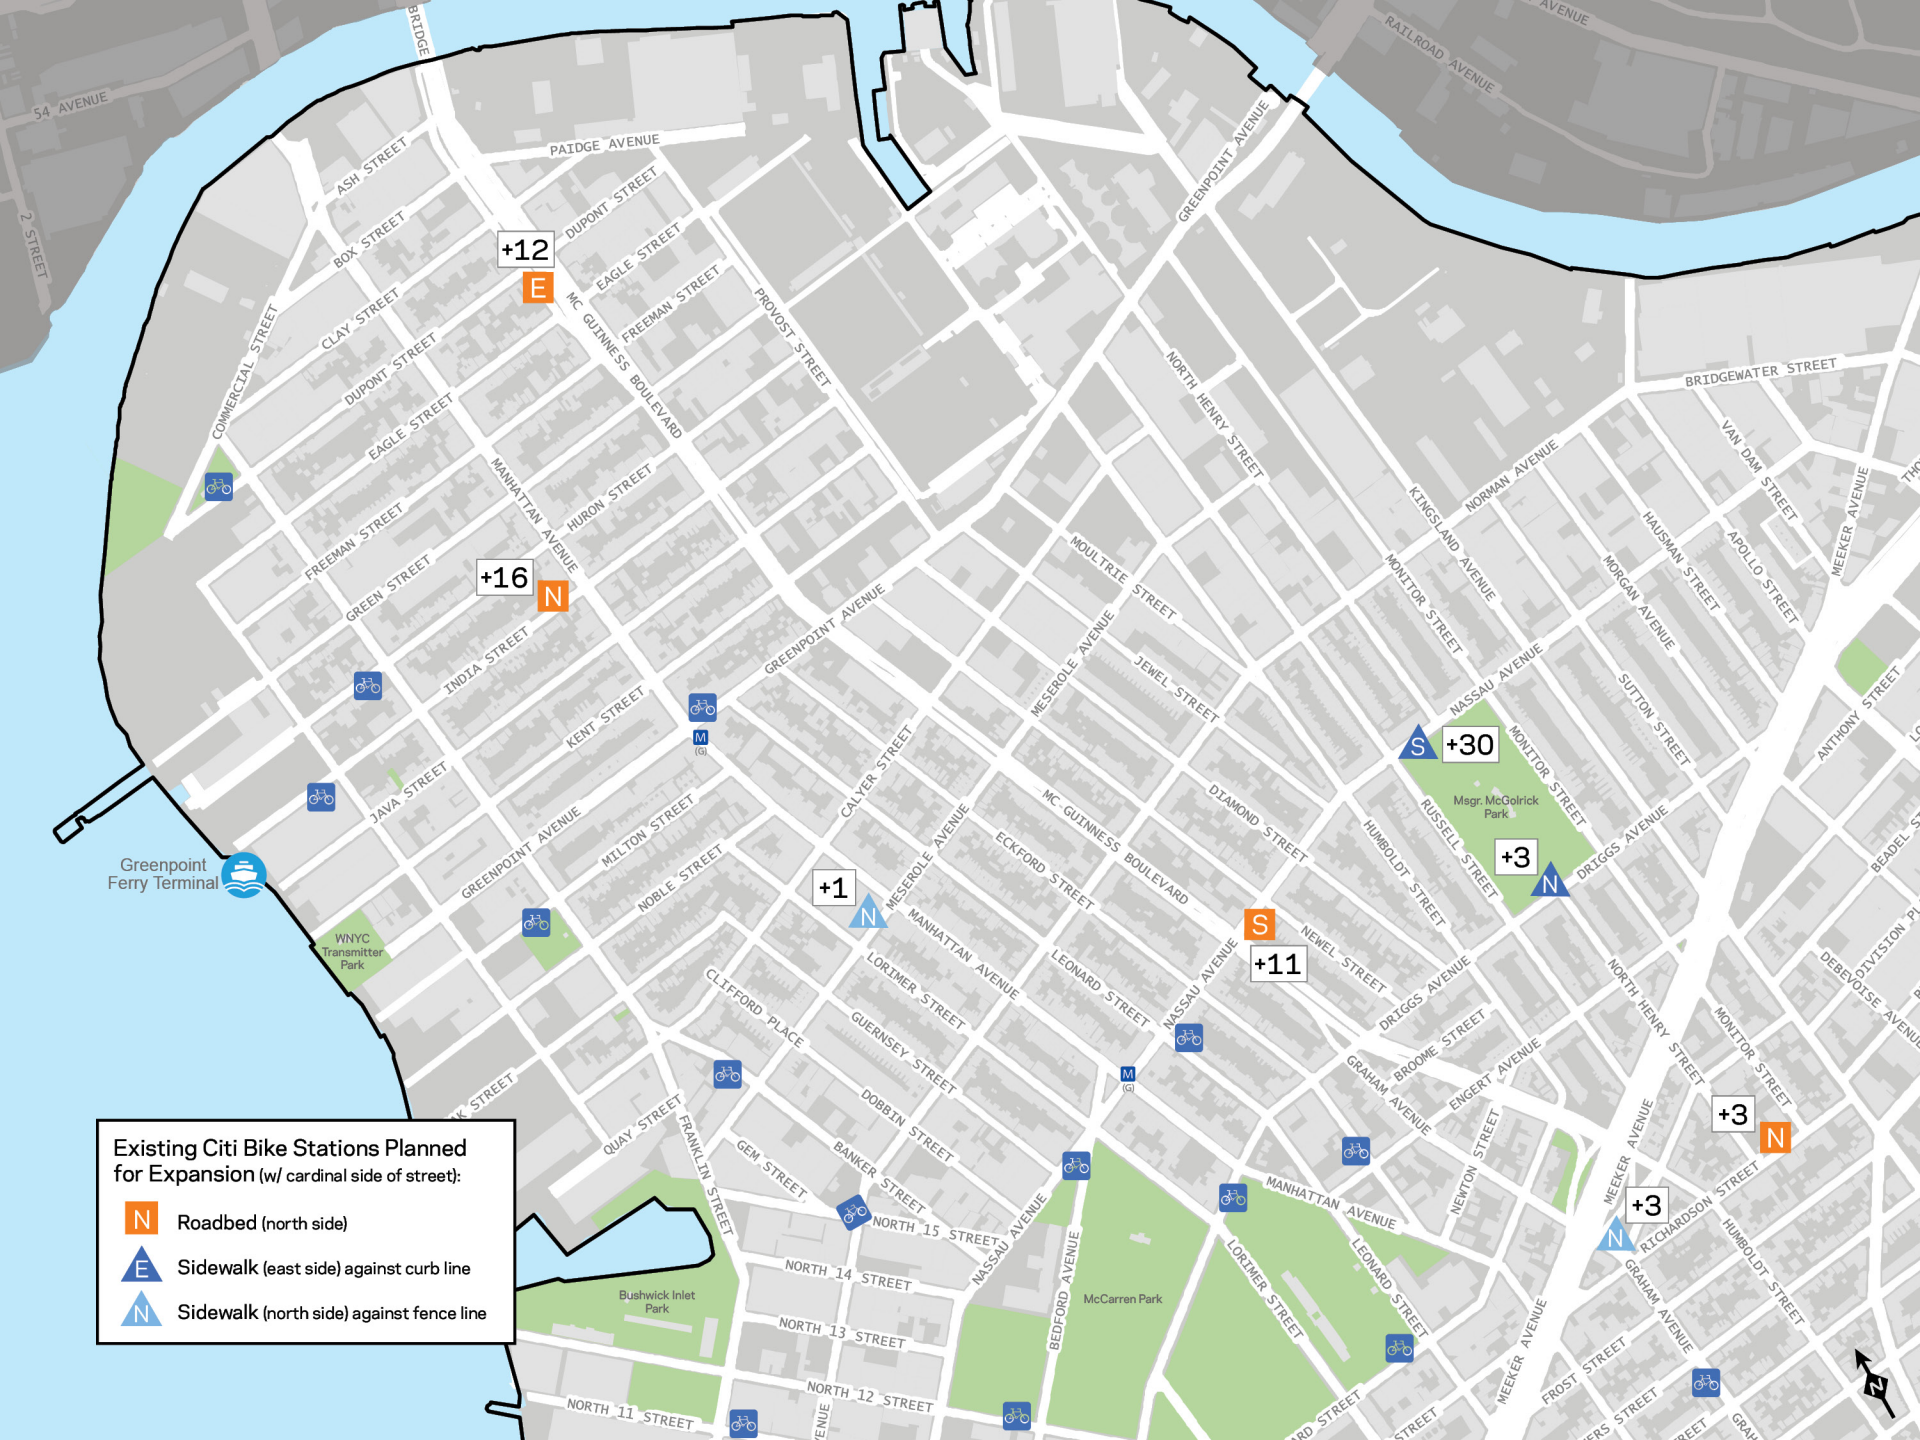 BRIDGE
54 AVENUE
2 STREET
RAILROAD AVENUE
AVENUE
PAIDGE AVENUE
ASH STREET
BOX STREET
DUPONT STREET
EAGLE STREET
FREEMAN STREET
CLAY STREET
DUPONT STREET
EAGLE STREET
FREEMAN STREET
GREEN STREET
COMMERCIAL STREET
MC GUINNESS BOULEVARD
PROVOST STREET
GREENPOINT AVENUE
NORTH HENRY STREET
BRIDGEWATER STREET
VAN DAM STREET
NORMAN AVENUE
KINGSLAND AVENUE
MEEKER AVENUE
HAUSMAN STREET
APOLLO STREET
MORGAN AVENUE
MONITOR STREET
+12
E
MANHATTAN AVENUE
HURON STREET
+16
N
INDIA STREET
KENT STREET
JAVA STREET
GREENPOINT AVENUE
MOULTRIE STREET
MESEROLE AVENUE
JEWEL STREET
NASSAU AVENUE
SUTTON STREET
ANTHONY STREET
M
(G)
CALYER STREET
S
+30
Msgr. McGolrick
Park
MONITOR STREET
RUSSELL STREET
+3
N
DRIGGS AVENUE
HUMBOLDT STREET
DIAMOND STREET
MC GUINNESS BOULEVARD
ECKFORD STREET
Greenpoint
Ferry Terminal
GREENPOINT AVENUE
MILTON STREET
NOBLE STREET
+1
N
MESEROLE AVENUE
MANHATTAN AVENUE
LEONARD STREET
LORIMER STREET
GUERNSEY STREET
CLIFFORD PLACE
NASSAU AVENUE
S
+11
NEWEL STREET
DRIGGS AVENUE
BROOME STREET
ENGERT AVENUE
GRAHAM AVENUE
NORTH HENRY STREET
MONITOR STREET
DEBEVOISE AVENUE
DIVISION PL
BEADEL S
WNYC
Transmitter
Park
M
(G)
DOBBIN STREET
BANKER STREET
GEM STREET
QUAY STREET
FRANKLIN STREET
AK STREET
NORTH 15 STREET
NORTH 14 STREET
NORTH 13 STREET
NORTH 12 STREET
NORTH 11 STREET
NASSAU AVENUE
BEDFORD AVENUE
McCarren Park
MANHATTAN AVENUE
LORIMER STREET
LEONARD STREET
NEWTON STREET
MEEKER AVENUE
MEEKER AVENUE
+3
N
+3
N
RICHARDSON STREET
HUMBOLDT STREET
GRAHAM AVENUE
FROST STREET
ERS STREET
ARD STREET
STREET
REET
GRAH
VENUE
Bushwick Inlet
Park
N
Existing Citi Bike Stations Planned
for Expansion (w/ cardinal side of street):
N Roadbed (north side)
E Sidewalk (east side) against curb line
N Sidewalk (north side) against fence line